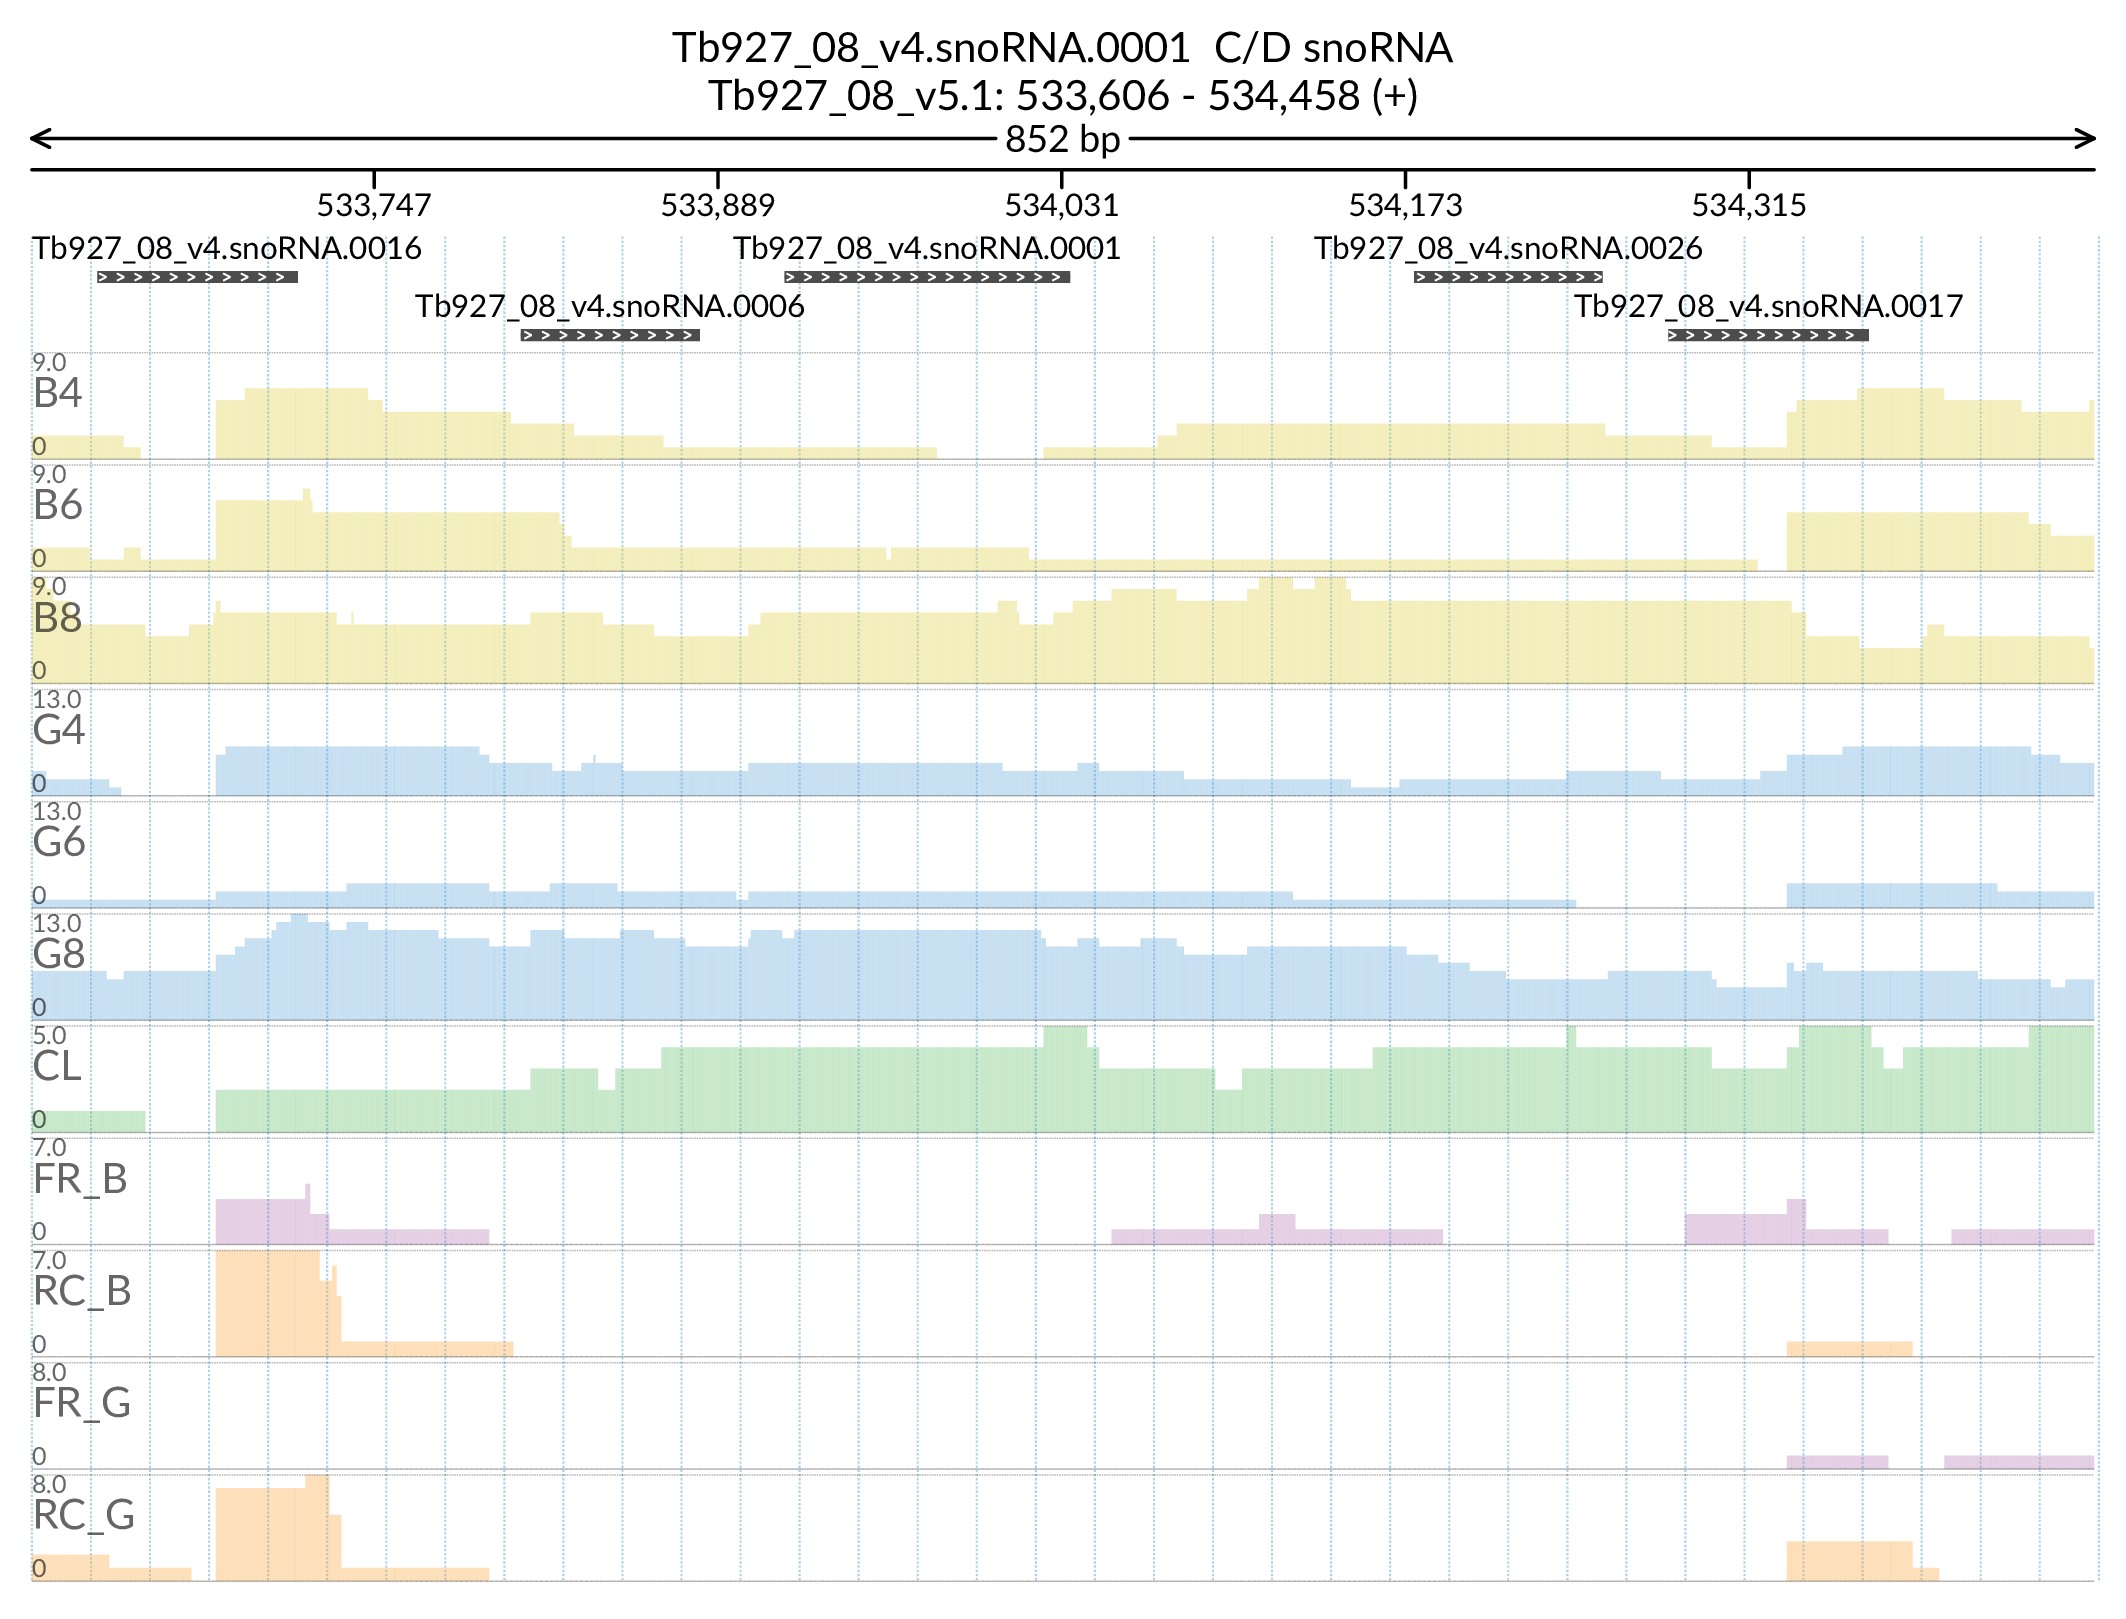 Tb927_08_v4.snoRNA.0001 C/D snoRNA
Tb927_08_v5.1: 533,606 - 534,458 (+)
852 bp
533,747 533,889 534,031 534,173 534,315
Tb927_08_v4.snoRNA.0016 Tb927_08_v4.snoRNA.0001 Tb927_08_v4.snoRNA.0026
Tb927_08_v4.snoRNA.0006 Tb927_08_v4.snoRNA.0017
9.0
B4
0
9.0
B6
0
9.0
B8
0
13.0
G4
0
13.0
G6
0
13.0
G8
0
5.0
CL
0
7.0
FR_B
0
7.0
RC_B
0
8.0
FR_G
0
8.0
RC_G
0